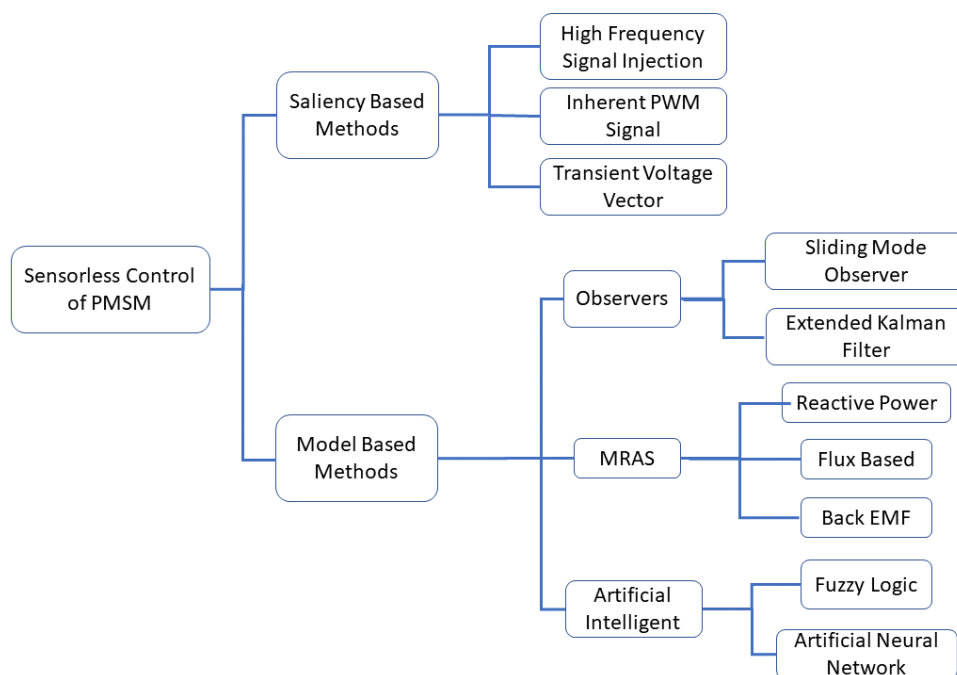 Sensorless Control
of PMSM
Saliency Based
Methods
High Frequency
Signal Injection
Inherent PWM
Signal
Transient Voltage
Vector
Model Based
Methods
Observers
Sliding Mode
Observer
Extended Kalman
Filter
MRAS
Reactive Power
Flux Based
Back EMF
Artificial
Intelligent
Fuzzy Logic
Artificial Neural
Network